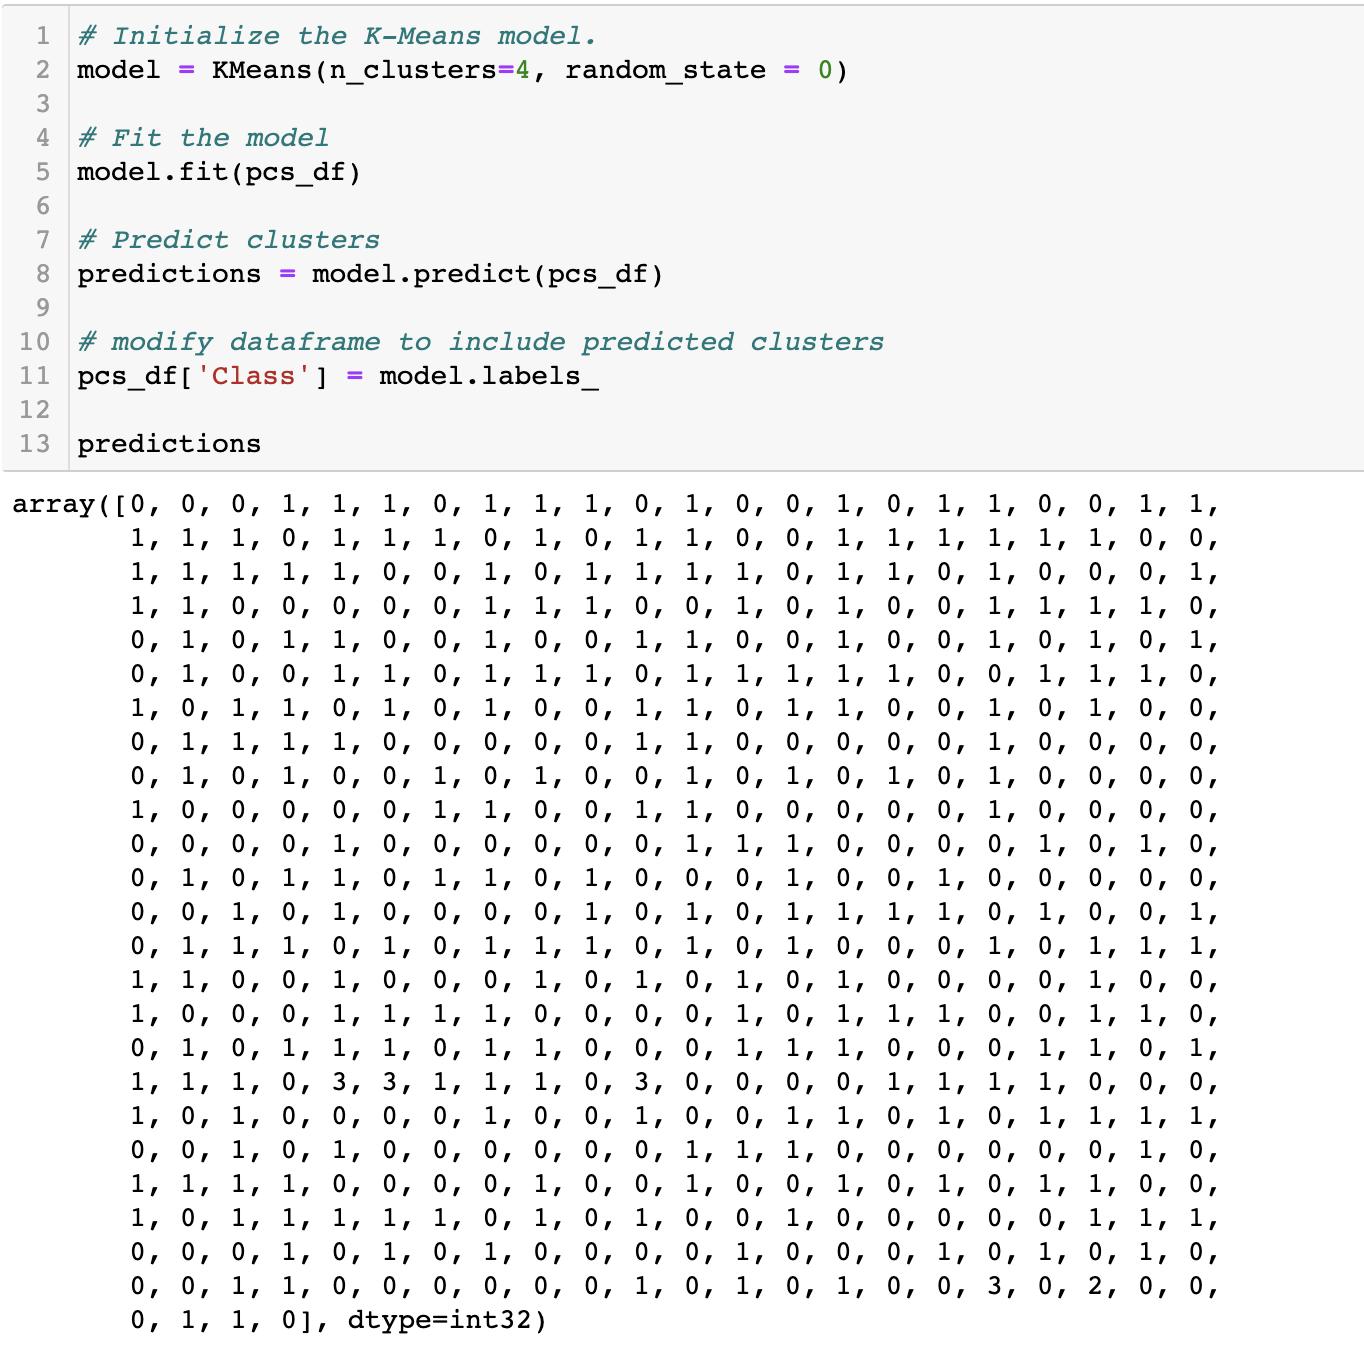 1 # Initialize the K-Means model.
2 model = KMeans(n_clusters=4, random_state = 0)
3
4 # Fit the model
5 model.fit(pcs_df)
6
7 # Predict clusters
8 predictions = model.predict(pcs_df)
9
10 # modify dataframe to include predicted clusters
11 pcs_df['Class'] = model.labels_
12
13 predictions
array([0, 0, 0, 1, 1, 1, 0, 1, 1, 1, 0, 1, 0, 0, 1, 0, 1, 1, 0, 0, 1, 1,
1, 1, 1, 0, 1, 1, 1, 0, 1, 0, 1, 1, 0, 0, 1, 1, 1, 1, 1, 1, 0, 0,
1, 1, 1, 1, 1, 0, 0, 1, 0, 1, 1, 1, 1, 0, 1, 1, 0, 1, 0, 0, 0, 1,
1, 1, 0, 0, 0, 0, 0, 1, 1, 1, 0, 0, 1, 0, 1, 0, 0, 1, 1, 1, 1, 0,
0, 1, 0, 1, 1, 0, 0, 1, 0, 0, 1, 1, 0, 0, 1, 0, 0, 1, 0, 1, 0, 1,
0, 1, 0, 0, 1, 1, 0, 1, 1, 1, 0, 1, 1, 1, 1, 1, 0, 0, 1, 1, 1, 0,
1, 0, 1, 1, 0, 1, 0, 1, 0, 0, 1, 1, 0, 1, 1, 0, 0, 1, 0, 1, 0, 0,
0, 1, 1, 1, 1, 0, 0, 0, 0, 0, 1, 1, 0, 0, 0, 0, 0, 1, 0, 0, 0, 0,
0, 1, 0, 1, 0, 0, 1, 0, 1, 0, 0, 1, 0, 1, 0, 1, 0, 1, 0, 0, 0, 0,
1, 0, 0, 0, 0, 0, 1, 1, 0, 0, 1, 1, 0, 0, 0, 0, 0, 1, 0, 0, 0, 0,
0, 0, 0, 0, 1, 0, 0, 0, 0, 0, 0, 1, 1, 1, 0, 0, 0, 0, 1, 0, 1, 0,
0, 1, 0, 1, 1, 0, 1, 1, 0, 1, 0, 0, 0, 1, 0, 0, 1, 0, 0, 0, 0, 0,
0, 0, 1, 0, 1, 0, 0, 0, 0, 1, 0, 1, 0, 1, 1, 1, 1, 0, 1, 0, 0, 1,
0, 1, 1, 1, 0, 1, 0, 1, 1, 1, 0, 1, 0, 1, 0, 0, 0, 1, 0, 1, 1, 1,
1, 1, 0, 0, 1, 0, 0, 0, 1, 0, 1, 0, 1, 0, 1, 0, 0, 0, 0, 1, 0, 0,
1, 0, 0, 0, 1, 1, 1, 1, 0, 0, 0, 0, 1, 0, 1, 1, 1, 0, 0, 1, 1, 0,
0, 1, 0, 1, 1, 1, 0, 1, 1, 0, 0, 0, 1, 1, 1, 0, 0, 0, 1, 1, 0, 1,
1, 1, 1, 0, 3, 3, 1, 1, 1, 0, 3, 0, 0, 0, 0, 1, 1, 1, 1, 0, 0, 0,
1, 0, 1, 0, 0, 0, 0, 1, 0, 0, 1, 0, 0, 1, 1, 0, 1, 0, 1, 1, 1, 1,
0, 0, 1, 0, 1, 0, 0, 0, 0, 0, 0, 1, 1, 1, 0, 0, 0, 0, 0, 0, 1, 0,
1, 1, 1, 1, 0, 0, 0, 0, 1, 0, 0, 1, 0, 0, 1, 0, 1, 0, 1, 1, 0, 0,
1, 0, 1, 1, 1, 1, 1, 0, 1, 0, 1, 0, 0, 1, 0, 0, 0, 0, 0, 1, 1, 1,
0, 0, 0, 1, 0, 1, 0, 1, 0, 0, 0, 0, 1, 0, 0, 0, 1, 0, 1, 0, 1, 0,
0, 0, 1, 1, 0, 0, 0, 0, 0, 0, 1, 0, 1, 0, 1, 0, 0, 3, 0, 2, 0, 0,
0, 1, 1, 0], dtype=int32)